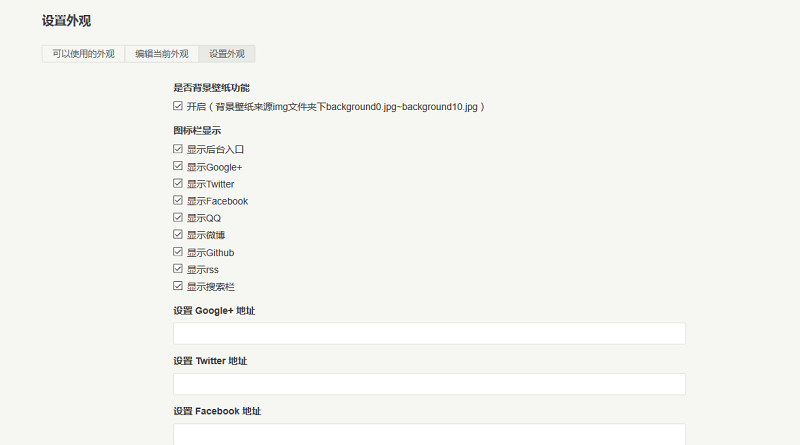 设置外观
可以使用的外观 编辑当前外观 设置外观
是否背景壁纸功能
开启（背景壁纸来源img文件夹下background0.jpg~background10.jpg）
图标栏显示
显示后台入口
显示Google+
显示Twitter
显示Facebook
显示QQ
显示微博
显示Github
显示rss
显示搜索栏
设置 Google+ 地址
设置 Twitter 地址
设置 Facebook 地址